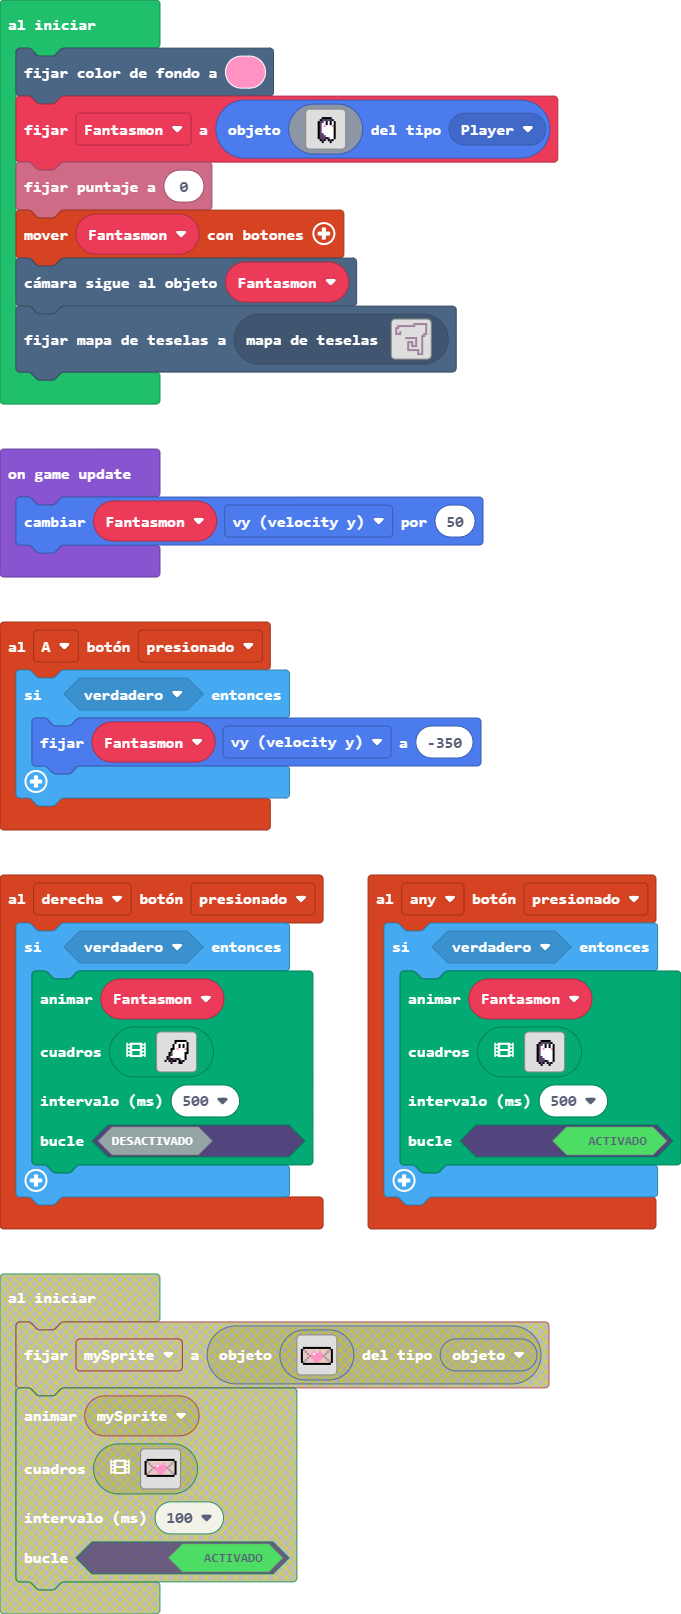 al iniciar
fijar color de fondo a
fijar Fantasmon a objeto del tipo Player
fijar puntaje a 0
mover Fantasmon con botones
cámara sigue al objeto Fantasmon
fijar mapa de teselas a mapa de teselas
on game update
cambiar Fantasmon vy (velocity y) por 50
al A botón presionado
si verdadero entonces
fijar Fantasmon vy (velocity y) a -350
al derecha botón presionado
si verdadero entonces
animar Fantasmon
cuadros
intervalo (ms) 500
bucle DESACTIVADO
al any botón presionado
si verdadero entonces
animar Fantasmon
cuadros
intervalo (ms) 500
bucle ACTIVADO
al iniciar
fijar mySprite a objeto del tipo objeto
animar mySprite
cuadros
intervalo (ms) 100
bucle ACTIVADO